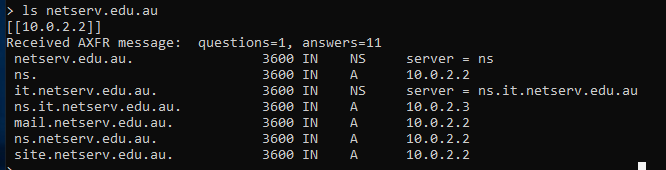 > ls netserv.edu.au
[[10.0.2.2]]
Received AXFR message:  questions=1, answers=11
 netserv.edu.au.                3600 IN    NS     server = ns
 ns.                            3600 IN    A      10.0.2.2
 it.netserv.edu.au.             3600 IN    NS     server = ns.it.netserv.edu.au
 ns.it.netserv.edu.au.          3600 IN    A      10.0.2.3
 mail.netserv.edu.au.           3600 IN    A      10.0.2.2
 ns.netserv.edu.au.             3600 IN    A      10.0.2.2
 site.netserv.edu.au.           3600 IN    A      10.0.2.2